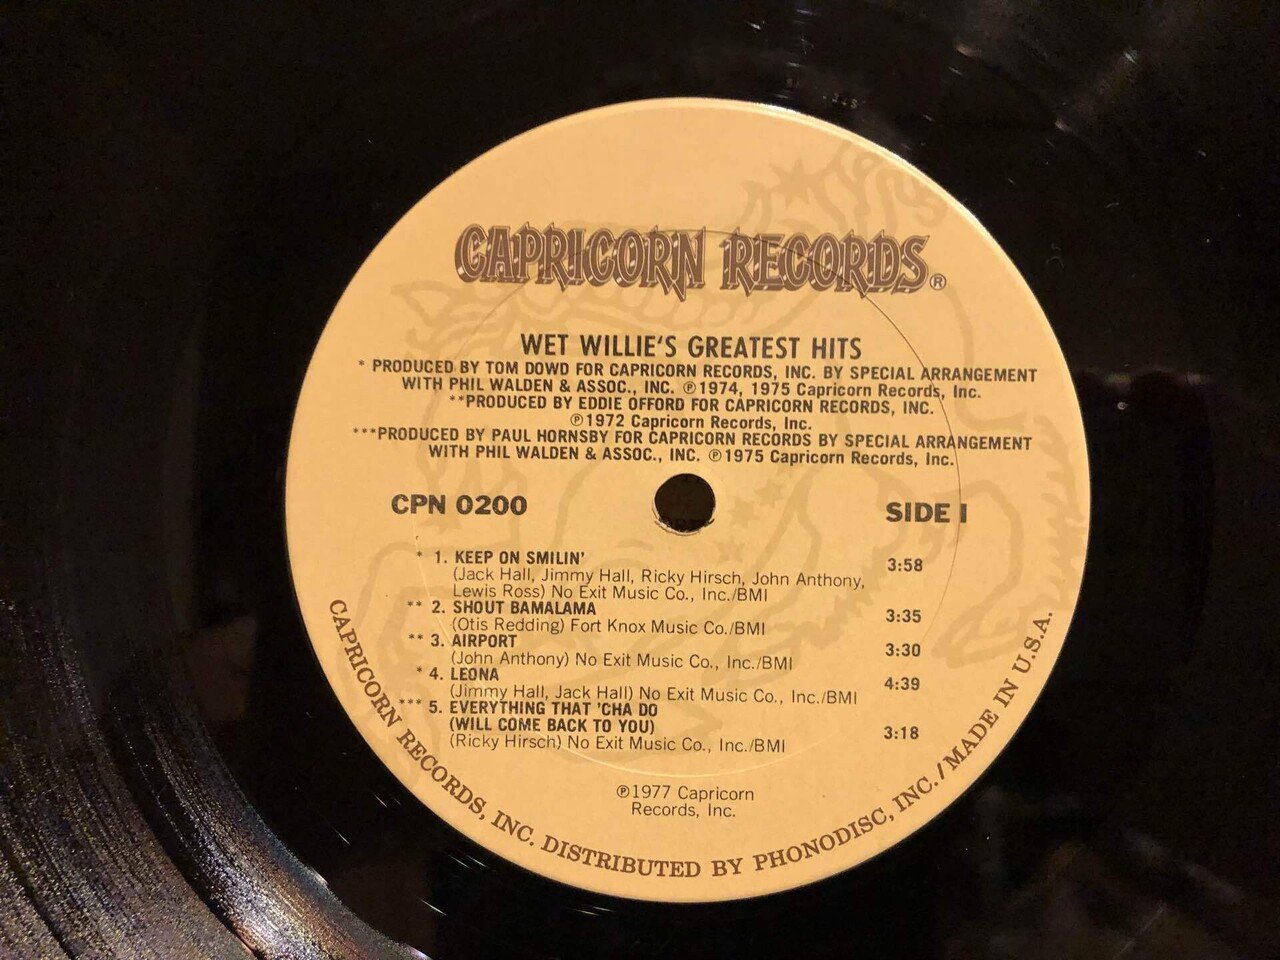 CAPRICORN RECORDS®
WET WILLIE'S GREATEST HITS
* PRODUCED BY TOM DOWD FOR CAPRICORN RECORDS, INC. BY SPECIAL ARRANGEMENT
WITH PHIL WALDEN & ASSOC., INC. ℗1974, 1975 Capricorn Records, Inc.
**PRODUCED BY EDDIE OFFORD FOR CAPRICORN RECORDS, INC.
℗1972 Capricorn Records, Inc.
***PRODUCED BY PAUL HORNSBY FOR CAPRICORN RECORDS BY SPECIAL ARRANGEMENT
WITH PHIL WALDEN & ASSOC., INC. ℗1975 Capricorn Records, Inc.
CPN 0200 SIDE I
* 1. KEEP ON SMILIN' 3:58
(Jack Hall, Jimmy Hall, Ricky Hirsch, John Anthony,
Lewis Ross) No Exit Music Co., Inc./BMI
** 2. SHOUT BAMALAMA 3:35
(Otis Redding) Fort Knox Music Co./BMI
** 3. AIRPORT 3:30
(John Anthony) No Exit Music Co., Inc./BMI
* 4. LEONA 4:39
(Jimmy Hall, Jack Hall) No Exit Music Co., Inc./BMI
*** 5. EVERYTHING THAT 'CHA DO
(WILL COME BACK TO YOU) 3:18
(Ricky Hirsch) No Exit Music Co., Inc./BMI
℗1977 Capricorn
Records, Inc.
CAPRICORN RECORDS, INC. DISTRIBUTED BY PHONODISC, INC./MADE IN U.S.A.